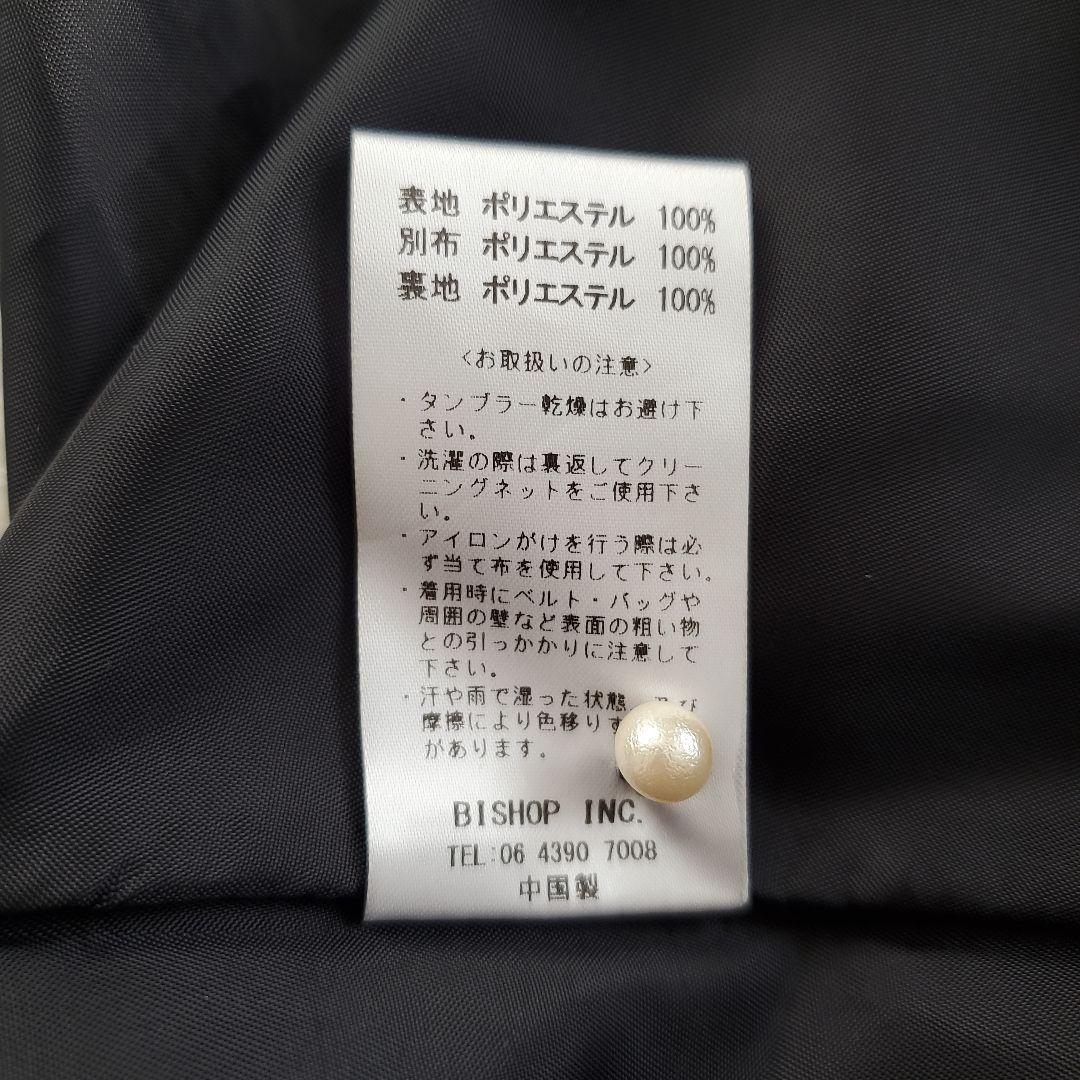 表地 ポリエステル 100%
別布 ポリエステル 100%
裏地 ポリエステル 100%
<お取扱いの注意>
・タンブラー乾燥はお避け下
さい。
・洗濯の際は裏返してクリー
ニングネットをご使用下さ
い。
・アイロンがけを行う際は必
ず当て布を使用して下さい。
・着用時にベルト・バッグや
周囲の壁など表面の粗い物
との引っかかりに注意して
下さい。
・汗や雨で湿った状態 及び
摩擦により色移りす
があります。
BISHOP INC.
TEL:06 4390 7008
中国製